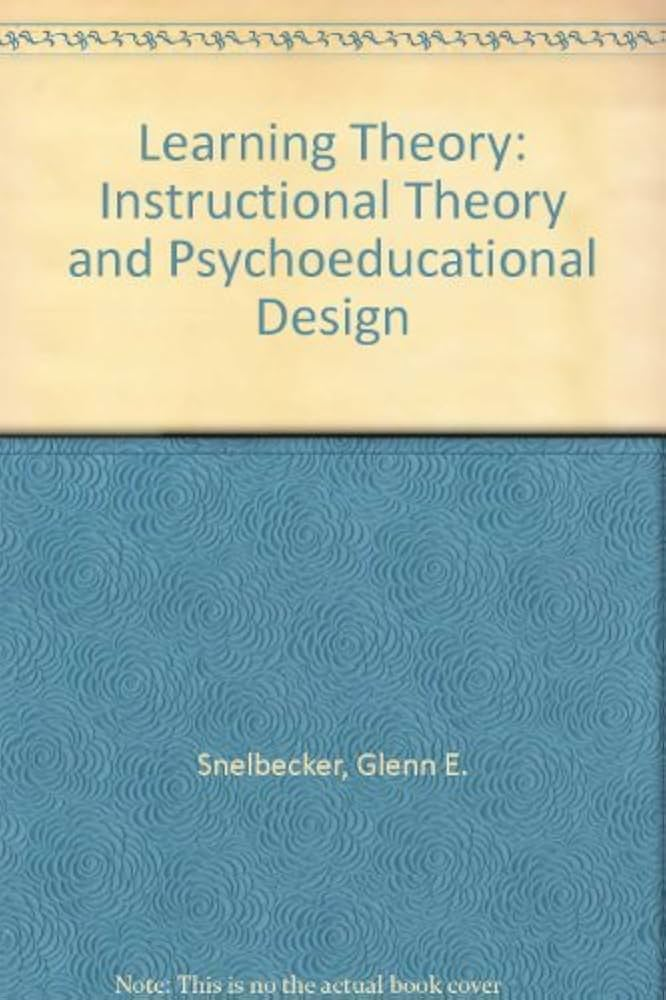 Learning Theory:
Instructional Theory
and Psychoeducational
Design
Snelbecker, Glenn E.
Note: This is no the actual book cover